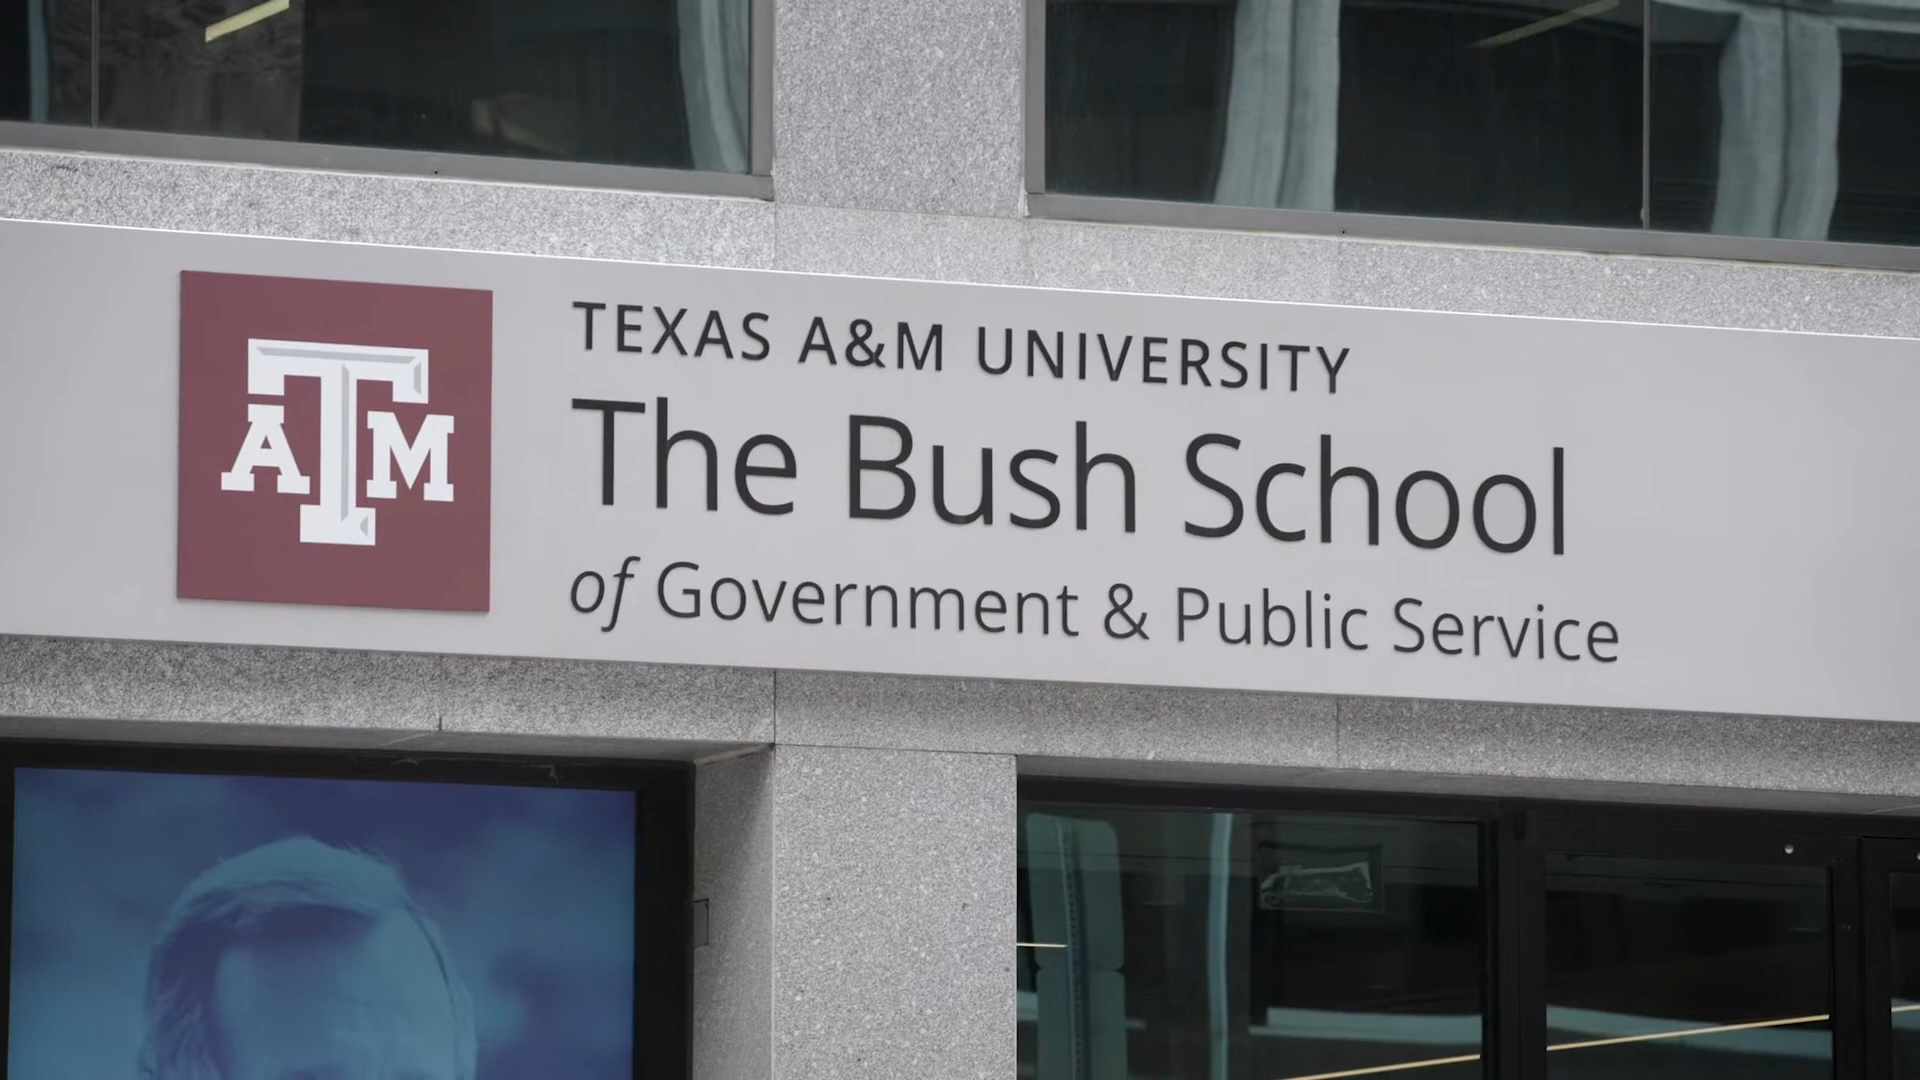 ATM
TEXAS A&M UNIVERSITY
The Bush School
of Government & Public Service